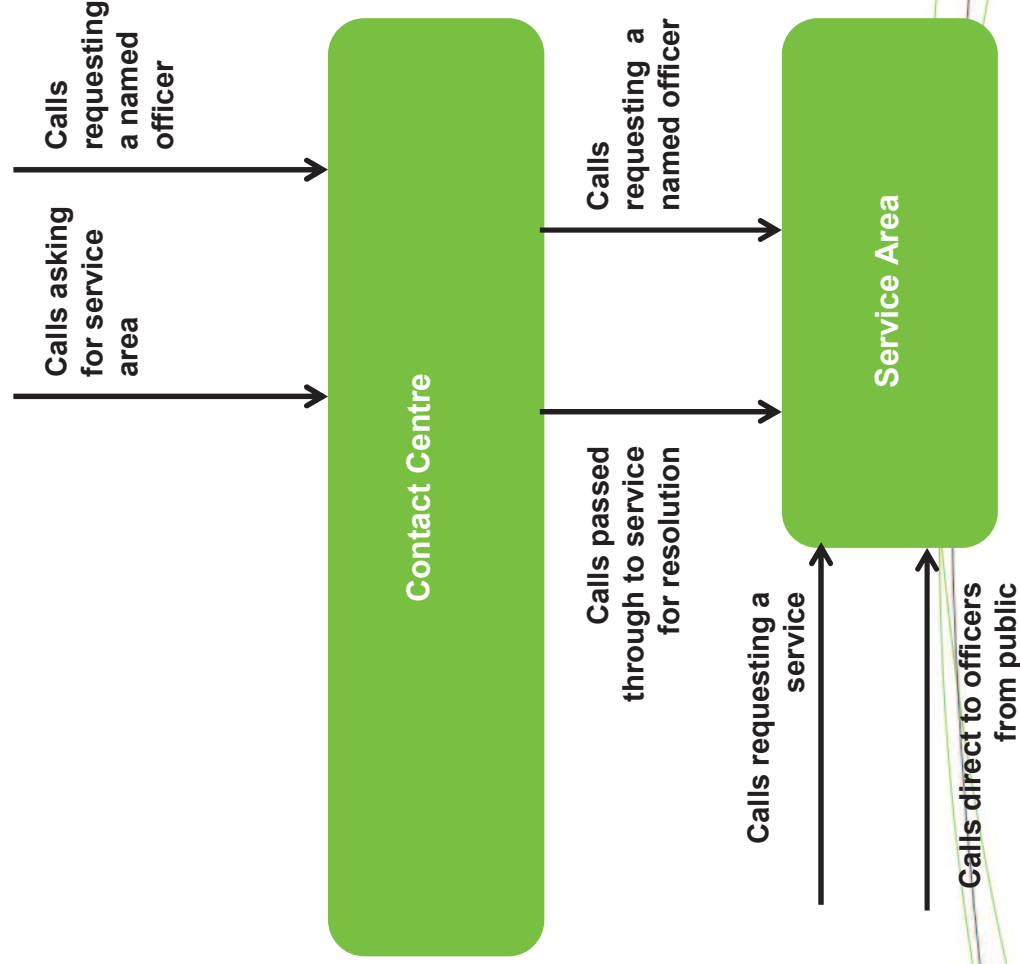 Calls
requesting
a named
officer
Calls asking
for service
area
Contact Centre
Calls
requesting a
named officer
Calls passed
through to service
for resolution
Service Area
Calls requesting a
service
Calls direct to officers
from public